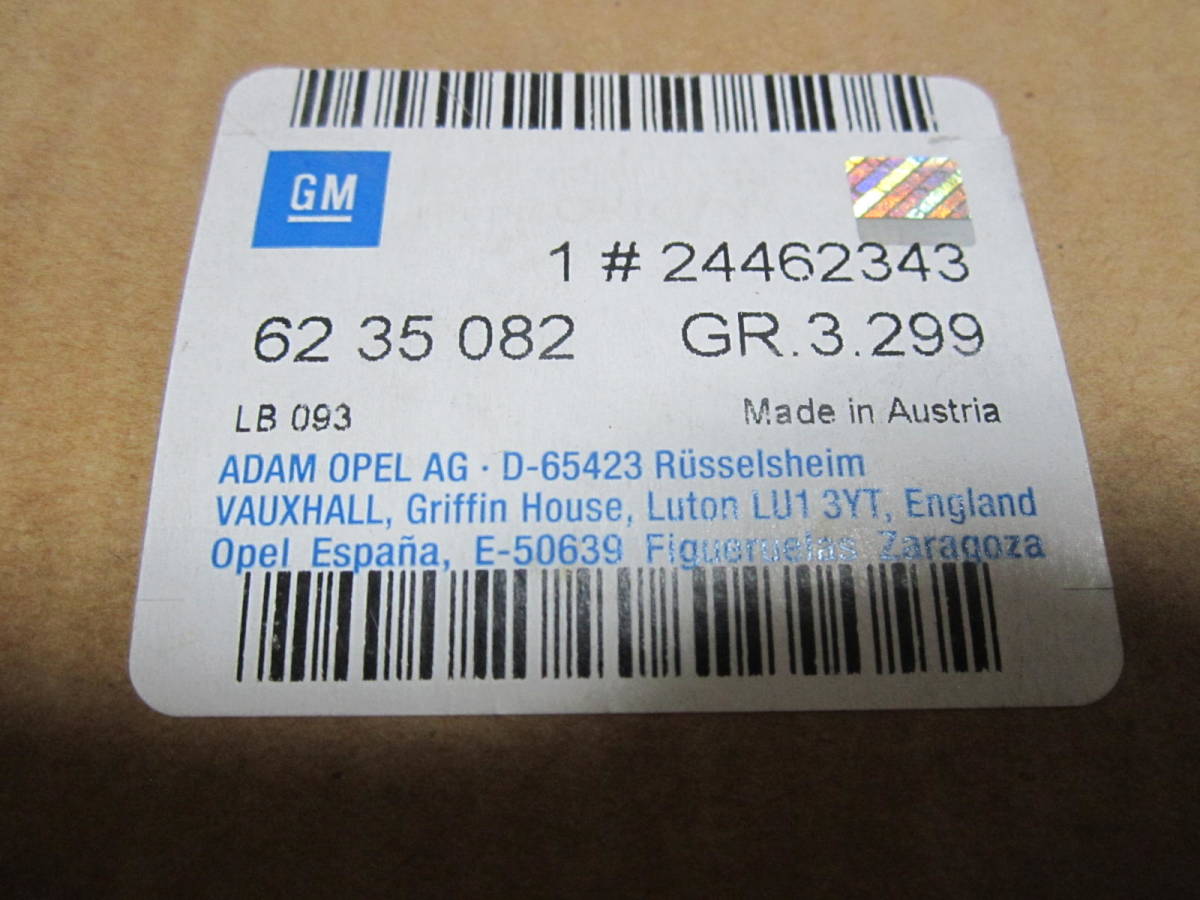 GM
1 # 24462343
62 35 082 GR.3.299
LB 093 Made in Austria
ADAM OPEL AG · D-65423 Rüsselsheim
VAUXHALL, Griffin House, Luton LU1 3YT, England
Opel España, E-50639 Figueruelas Zaragoza